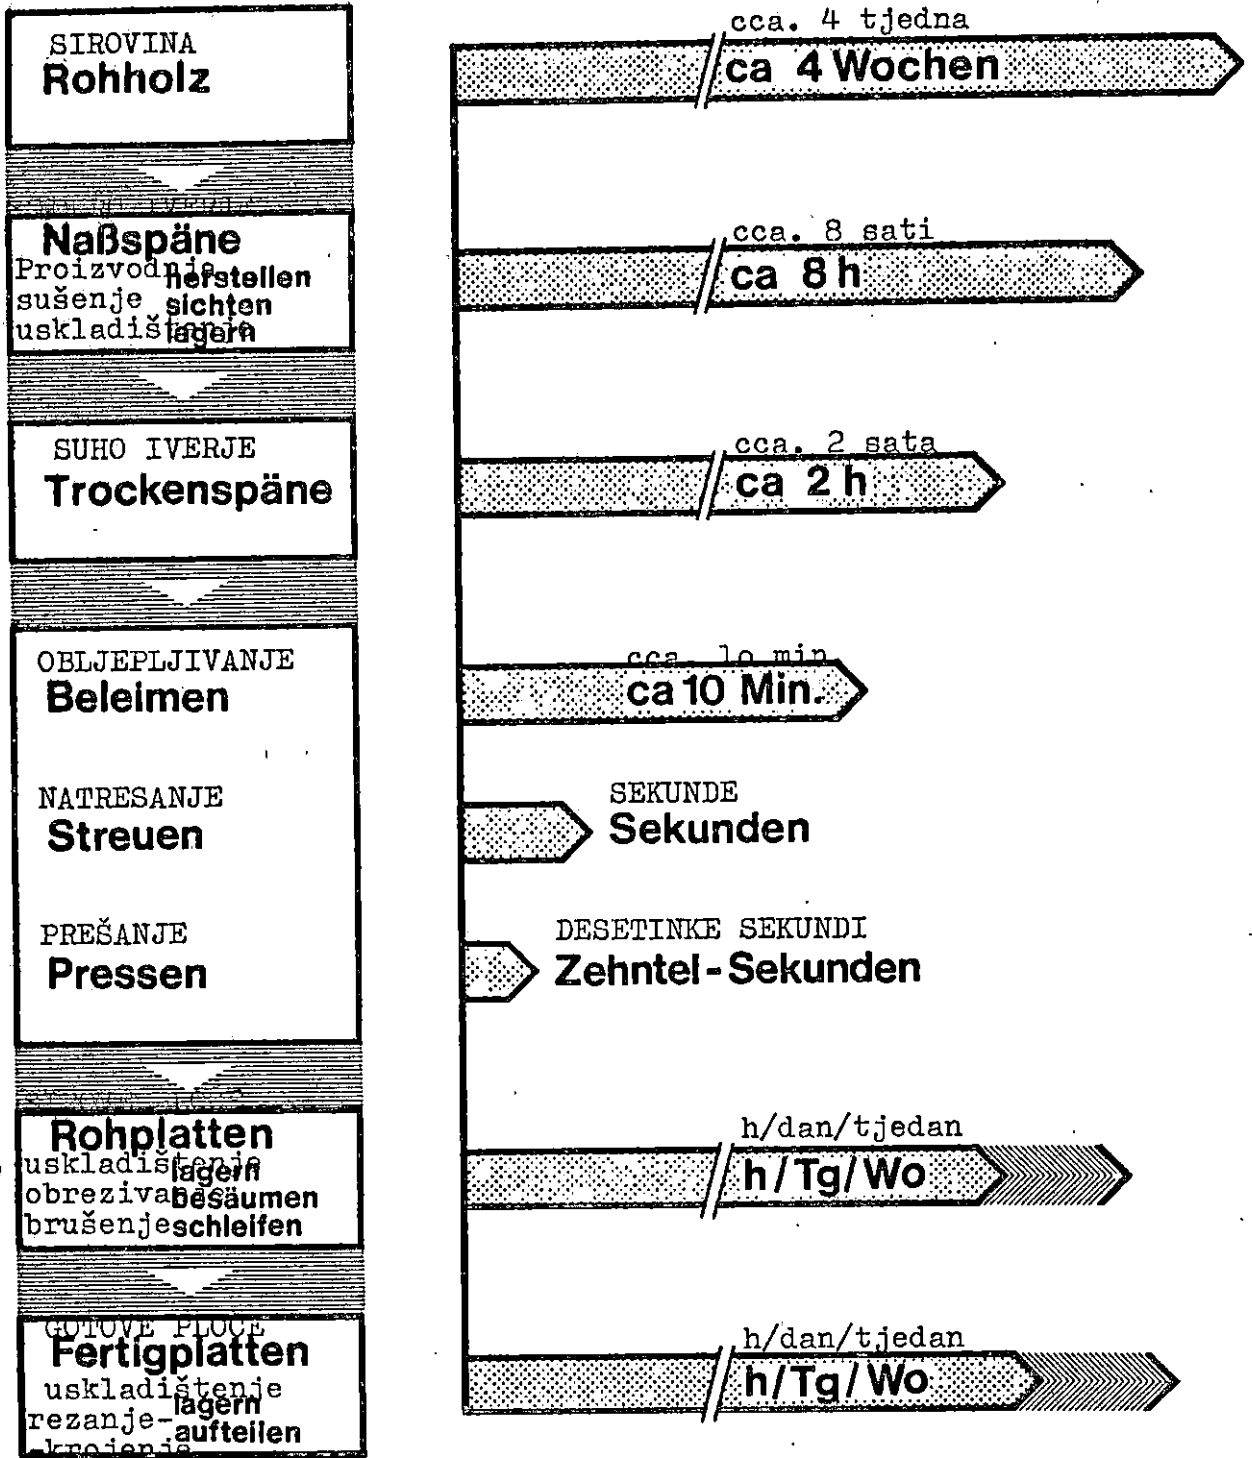 SIROVINA
Rohholz
cca. 4 tjedna
ca 4 Wochen
Naßspäne
Proizvodnje herstellen
sušenje sichten
uskladištenje lagern
cca. 8 sati
ca 8 h
SUHO IVERJE
Trockenspäne
cca. 2 sata
ca 2 h
OBLJEPLJIVANJE
Beleimen
cca. 10 min
ca 10 Min.
NATRESANJE
Streuen
SEKUNDE
Sekunden
PREŠANJE
Pressen
DESETINKE SEKUNDI
Zehntel-Sekunden
Rohplatten
uskladištenje lagern
obrezivanje besäumen
brušenje schleifen
h/dan/tjedan
h/Tg/Wo
GOTOVE PLOČE
Fertigplatten
uskladištenje
lagern
rezanje- aufteilen
-krojenje
h/dan/tjedan
h/Tg/Wo